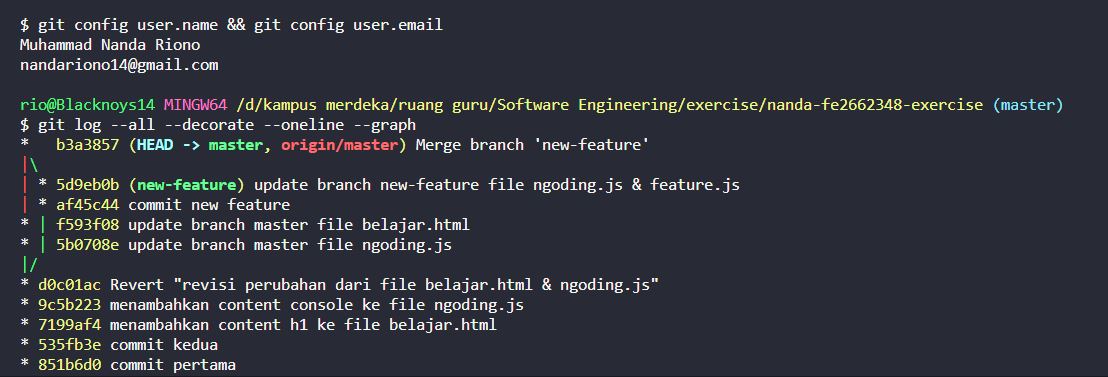 $ git config user.name && git config user.email
Muhammad Nanda Riono
nandariono14@gmail.com
rio@Blacknoys14 MINGW64 /d/kampus merdeka/ruang guru/Software Engineering/exercise/nanda-fe2662348-exercise (master)
$ git log --all --decorate --oneline --graph
*   b3a3857 (HEAD -> master, origin/master) Merge branch 'new-feature'
|\
| * 5d9eb0b (new-feature) update branch new-feature file ngoding.js & feature.js
| * af45c44 commit new feature
* | f593f08 update branch master file belajar.html
* | 5b0708e update branch master file ngoding.js
|/
* d0c01ac Revert "revisi perubahan dari file belajar.html & ngoding.js"
* 9c5b223 menambahkan content console ke file ngoding.js
* 7199af4 menambahkan content h1 ke file belajar.html
* 535fb3e commit kedua
* 851b6d0 commit pertama